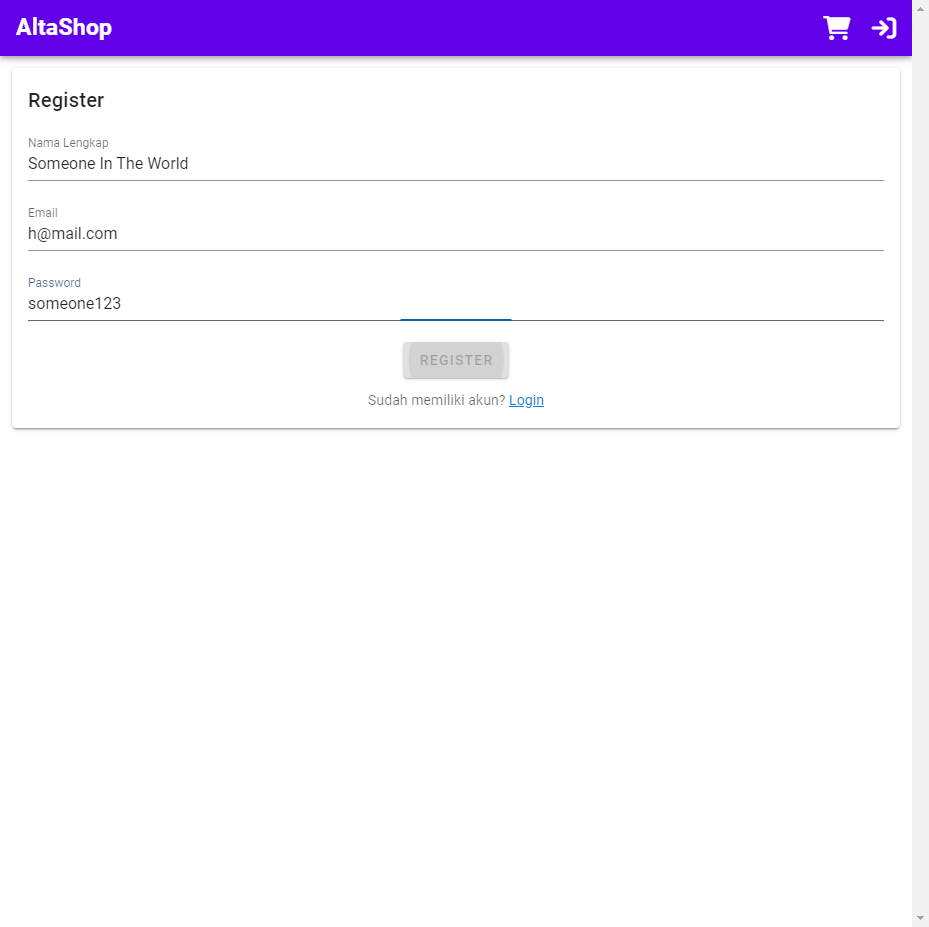 AltaShop
Register
Nama Lengkap
Someone In The World
Email
h@mail.com
Password
someone123
REGISTER
Sudah memiliki akun? Login